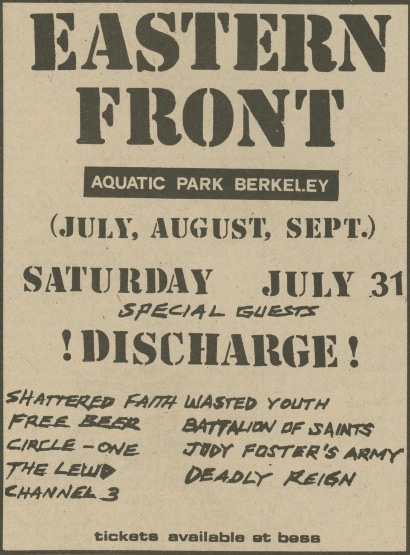 EASTERN
FRONT
AQUATIC PARK BERKELEY
(JULY, AUGUST, SEPT.)
SATURDAY JULY 31
SPECIAL GUESTS
!DISCHARGE!
SHATTERED FAITH WASTED YOUTH
FREE BEER BATTALION OF SAINTS
CIRCLE-ONE JODY FOSTER'S ARMY
THE LEWD DEADLY REIGN
CHANNEL 3
tickets available at bass